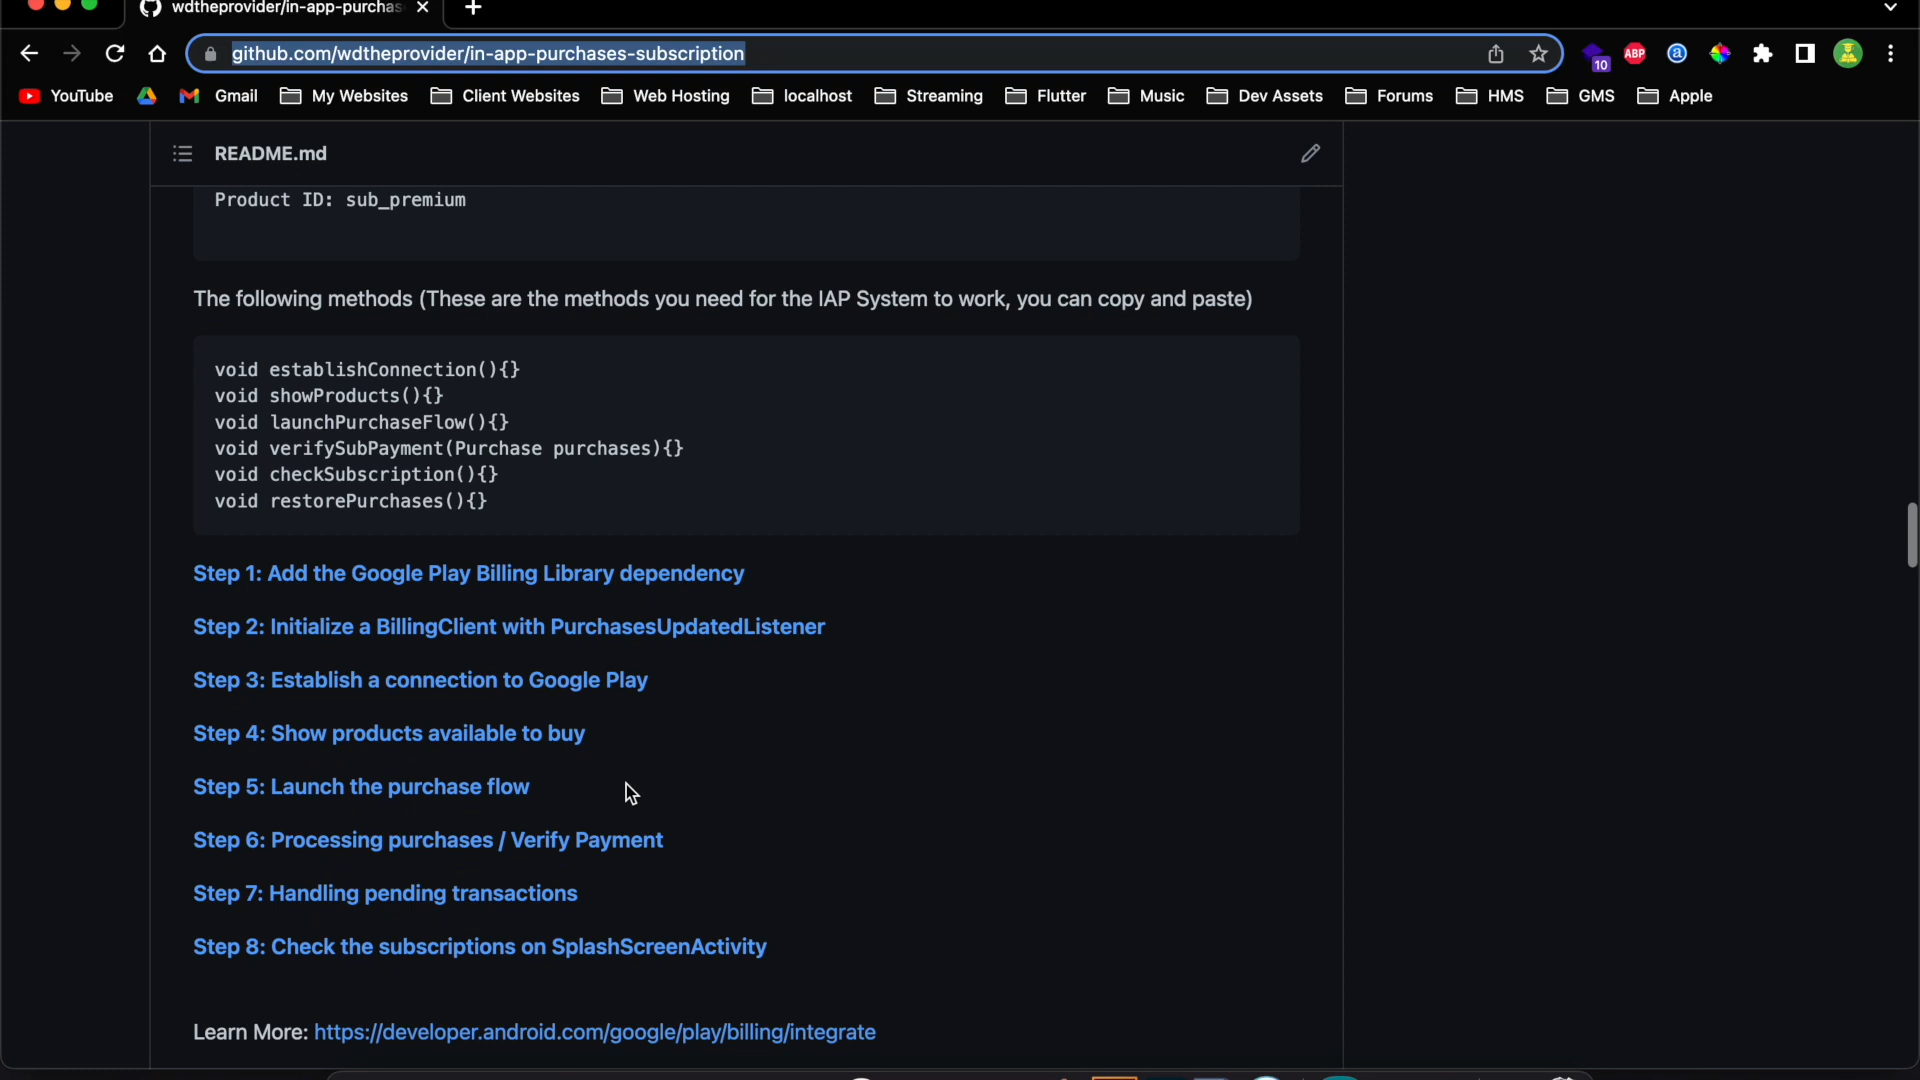 wdtheprovider/in-app-purchas
github.com/wdtheprovider/in-app-purchases-subscription
10
ABP
a
YouTube
Gmail
My Websites
Client Websites
Web Hosting
localhost
Streaming
Flutter
Music
Dev Assets
Forums
HMS
GMS
Apple
README.md
Product ID: sub_premium
The following methods (These are the methods you need for the IAP System to work, you can copy and paste)
void establishConnection(){}
void showProducts(){}
void launchPurchaseFlow(){}
void verifySubPayment(Purchase purchases){}
void checkSubscription(){}
void restorePurchases(){}
Step 1: Add the Google Play Billing Library dependency
Step 2: Initialize a BillingClient with PurchasesUpdatedListener
Step 3: Establish a connection to Google Play
Step 4: Show products available to buy
Step 5: Launch the purchase flow
Step 6: Processing purchases / Verify Payment
Step 7: Handling pending transactions
Step 8: Check the subscriptions on SplashScreenActivity
Learn More: https://developer.android.com/google/play/billing/integrate